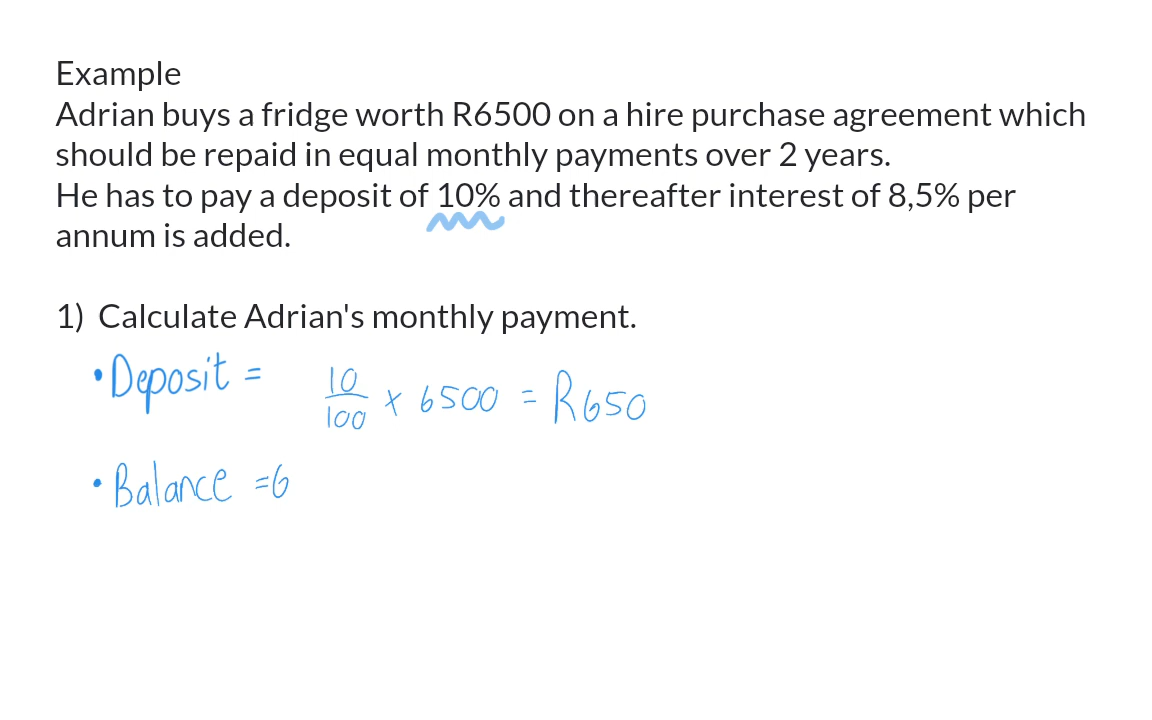 Example
Adrian buys a fridge worth R6500 on a hire purchase agreement which
should be repaid in equal monthly payments over 2 years.
He has to pay a deposit of 10% and thereafter interest of 8,5% per
annum is added.
1) Calculate Adrian's monthly payment.
•Deposit = 10/100 × 6500 = R650
•Balance =6